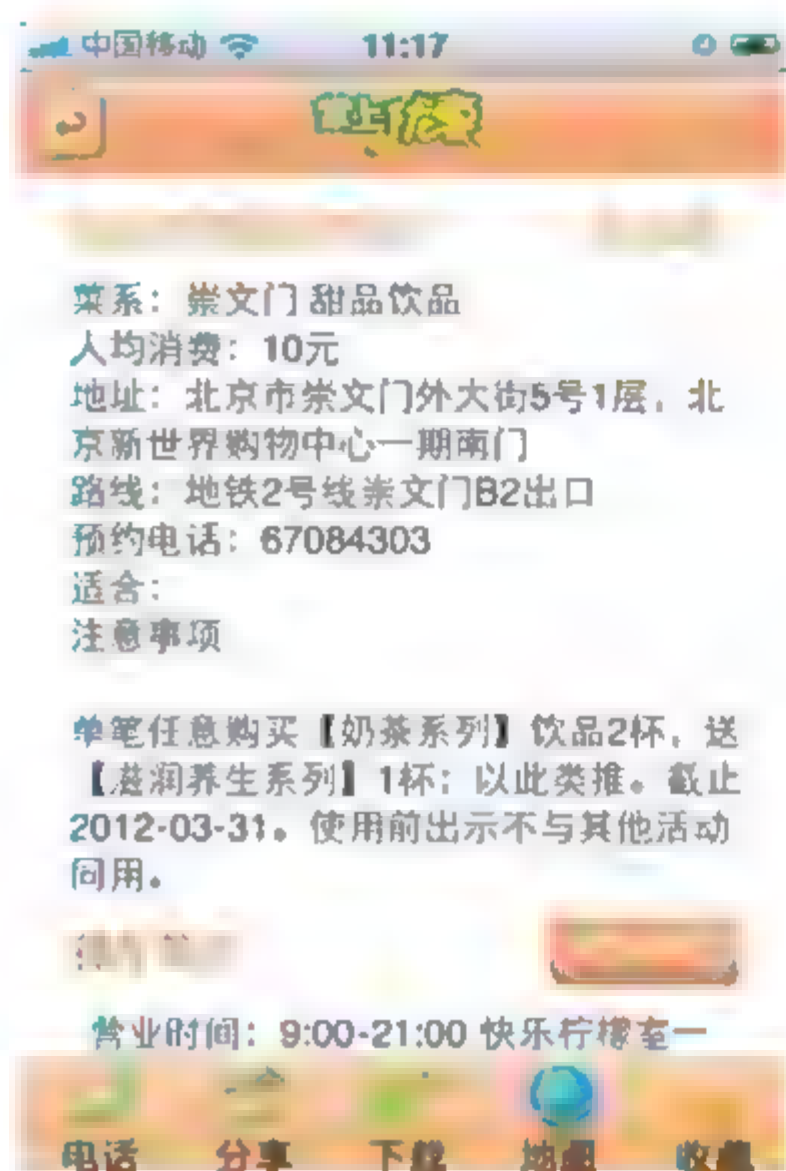 中国移动 11:17
菜系：崇文门 甜品饮品
人均消费：10元
地址：北京市崇文门外大街5号1层，北
京新世界购物中心一期南门
路线：地铁2号线崇文门B2出口
预约电话：67084303
适合：
注意事项
单笔任意购买【奶茶系列】饮品2杯，送
【滋润养生系列】1杯；以此类推。截止
2012-03-31。使用前出示不与其他活动
同用。
营业时间：9:00-21:00 快乐柠檬在一
电话 分享 下载 地图 收藏